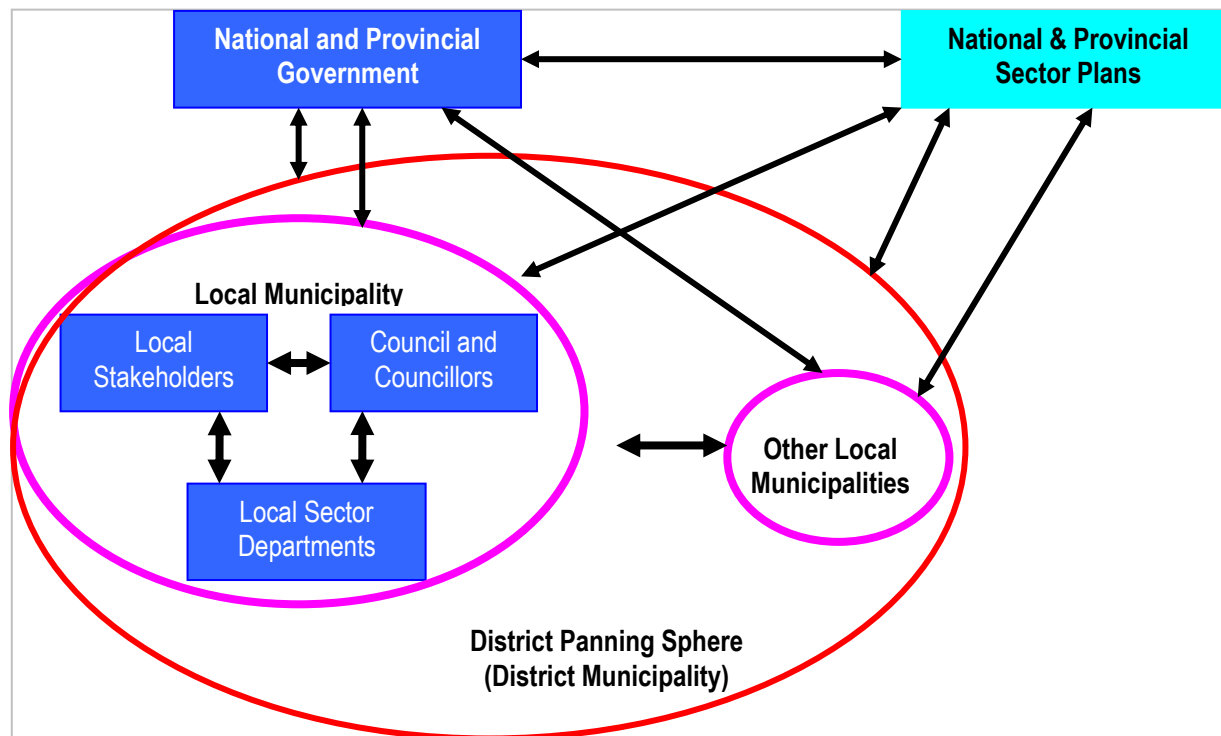 National and Provincial
Government
National & Provincial
Sector Plans
Local Municipality
Local
Stakeholders
Council and
Councillors
Local Sector
Departments
Other Local
Municipalities
District Panning Sphere
(District Municipality)